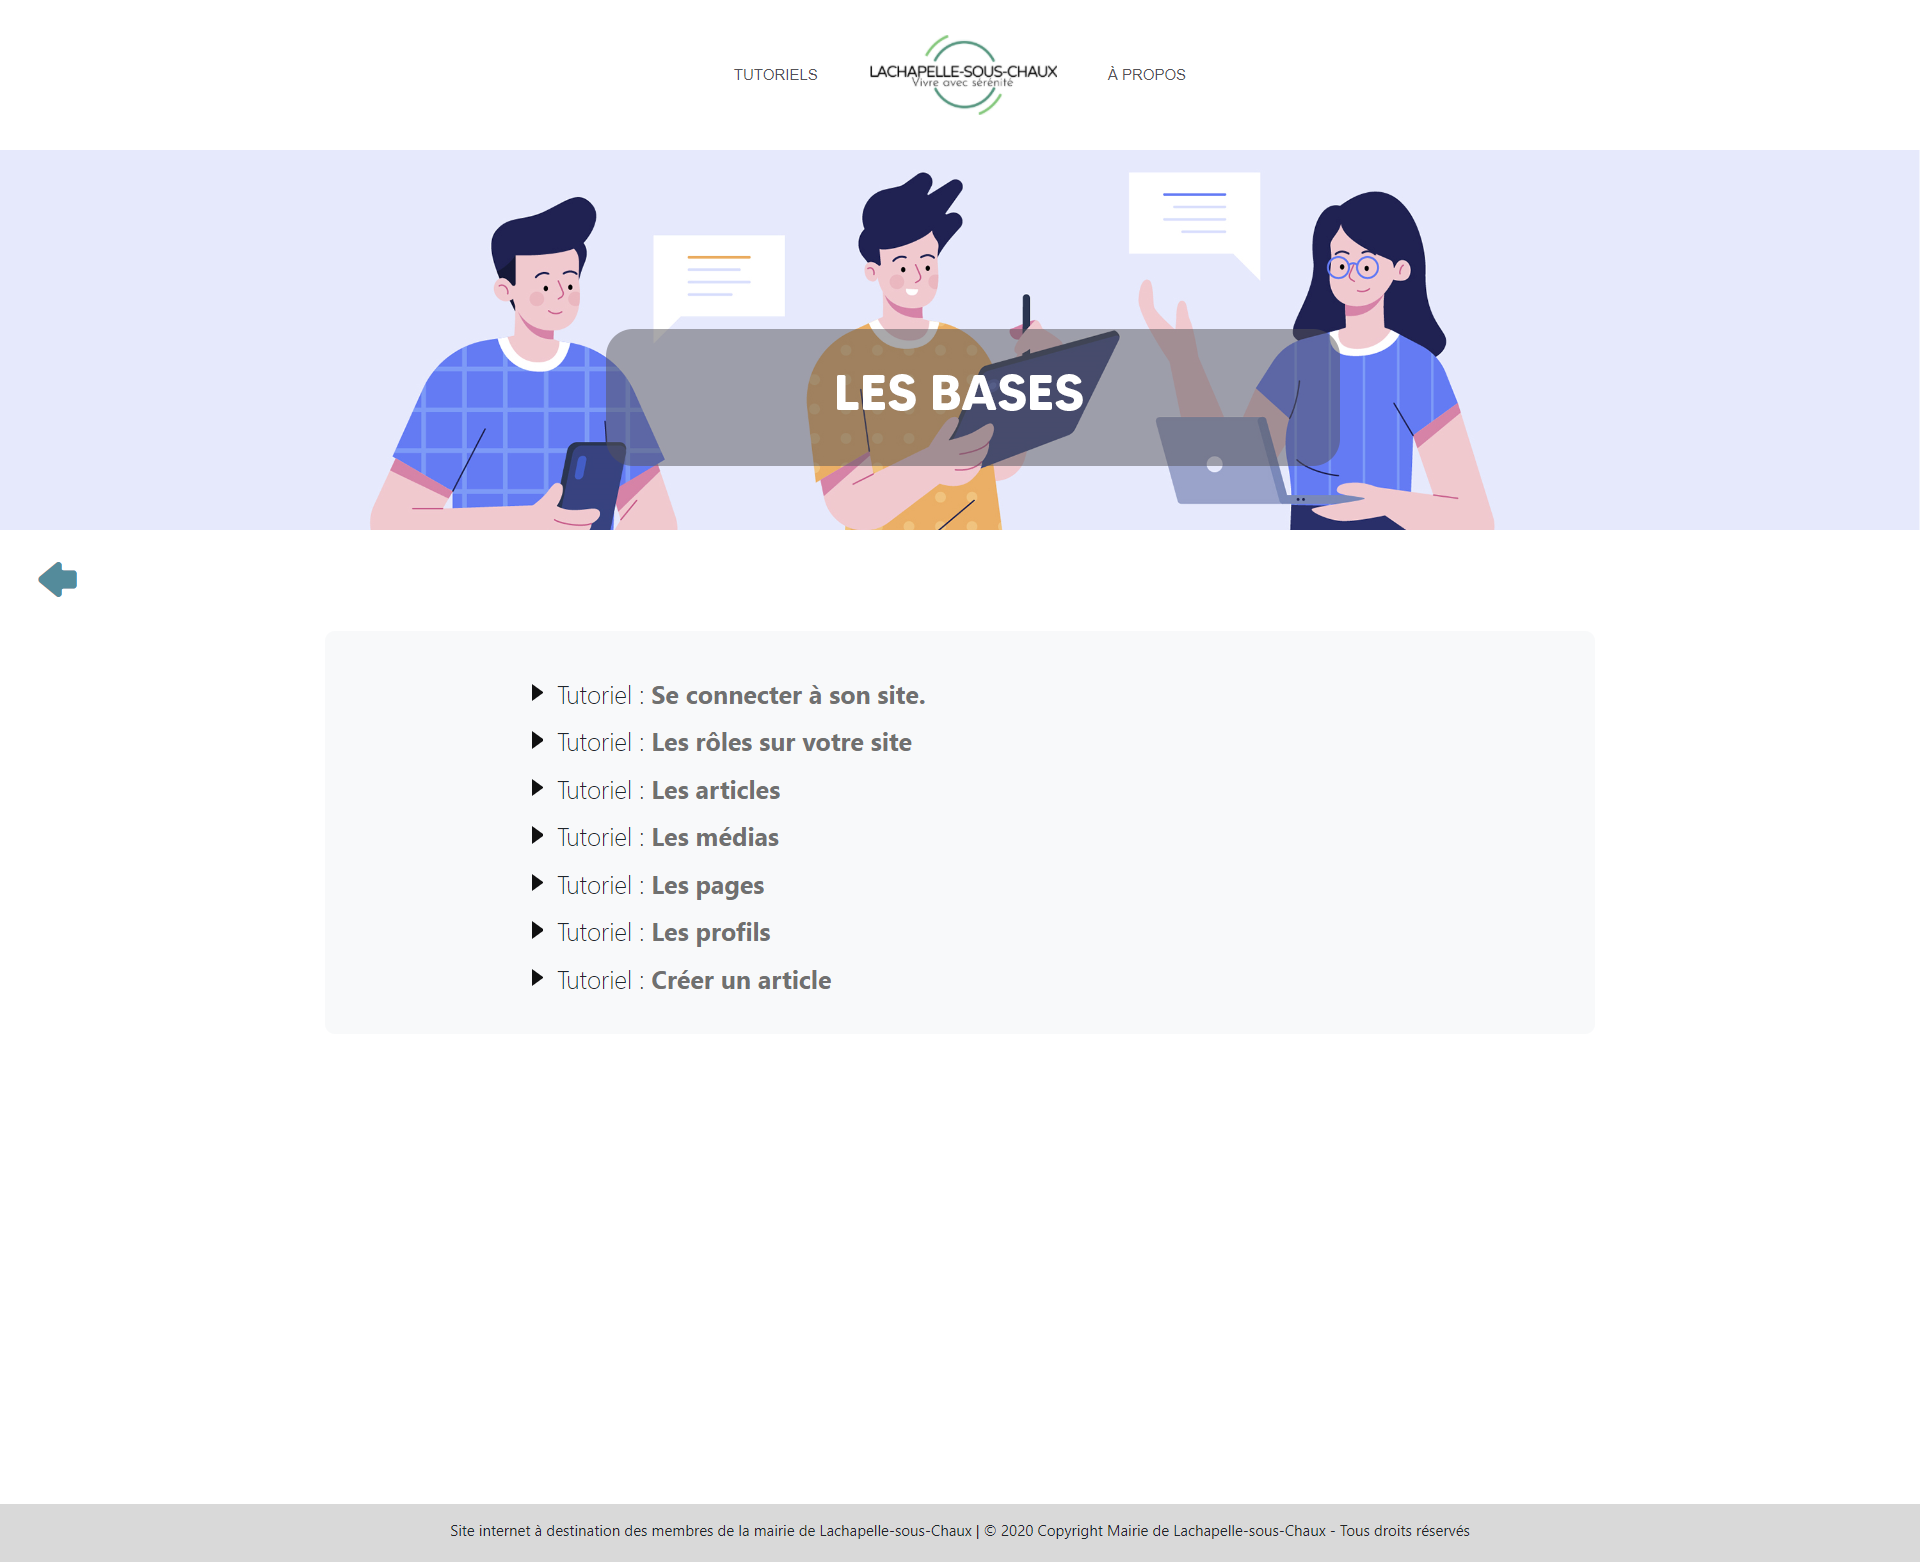 TUTORIELS
LACHAPELLE-SOUS-CHAUX
Vivre avec sérénité
À PROPOS
LES BASES
Tutoriel : Se connecter à son site.
Tutoriel : Les rôles sur votre site
Tutoriel : Les articles
Tutoriel : Les médias
Tutoriel : Les pages
Tutoriel : Les profils
Tutoriel : Créer un article
Site internet à destination des membres de la mairie de Lachapelle-sous-Chaux | © 2020 Copyright Mairie de Lachapelle-sous-Chaux - Tous droits réservés